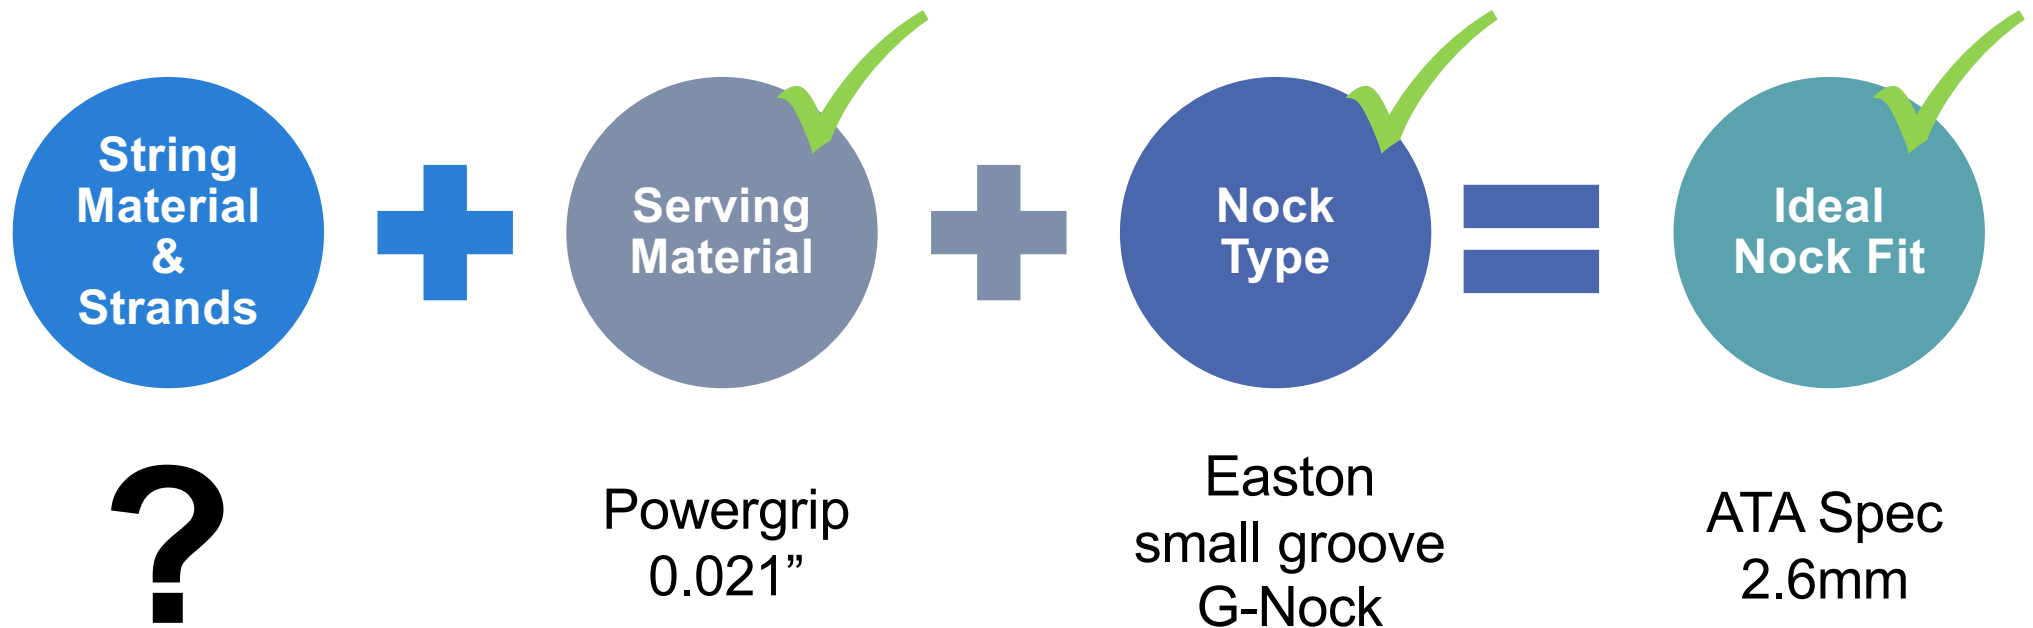 String
Material
&
Strands
Serving
Material
Nock
Type
Ideal
Nock Fit
?
Powergrip
0.021”
Easton
small groove
G-Nock
ATA Spec
2.6mm